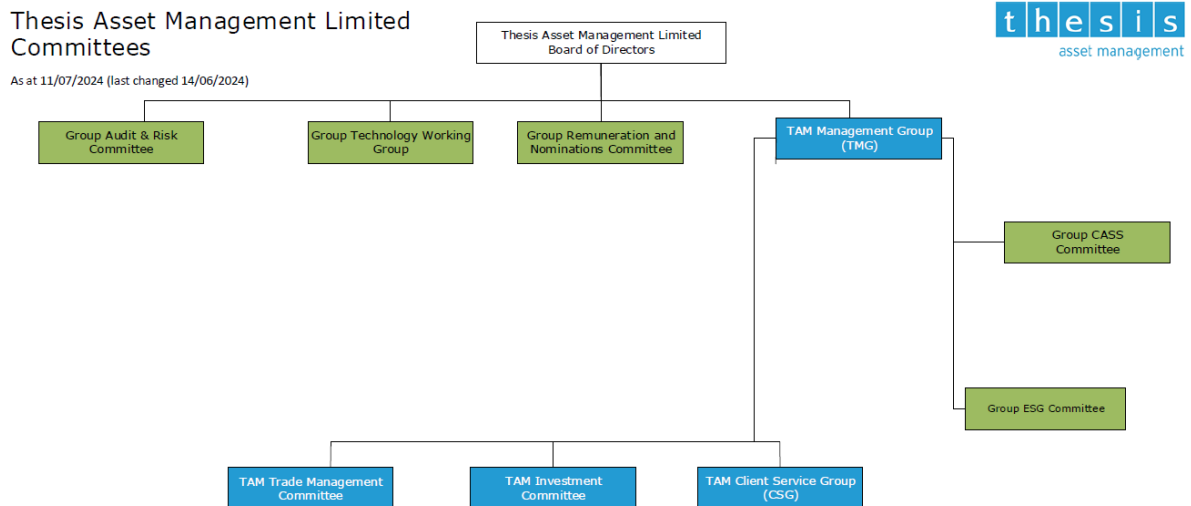 Thesis Asset Management Limited
Committees
As at 11/07/2024 (last changed 14/06/2024)
Thesis Asset Management Limited
Board of Directors
thesis
asset management
Group Audit & Risk
Committee
Group Technology Working
Group
Group Remuneration and
Nominations Committee
TAM Management Group
(TMG)
Group CASS
Committee
Group ESG Committee
TAM Trade Management
Committee
TAM Investment
Committee
TAM Client Service Group
(CSG)